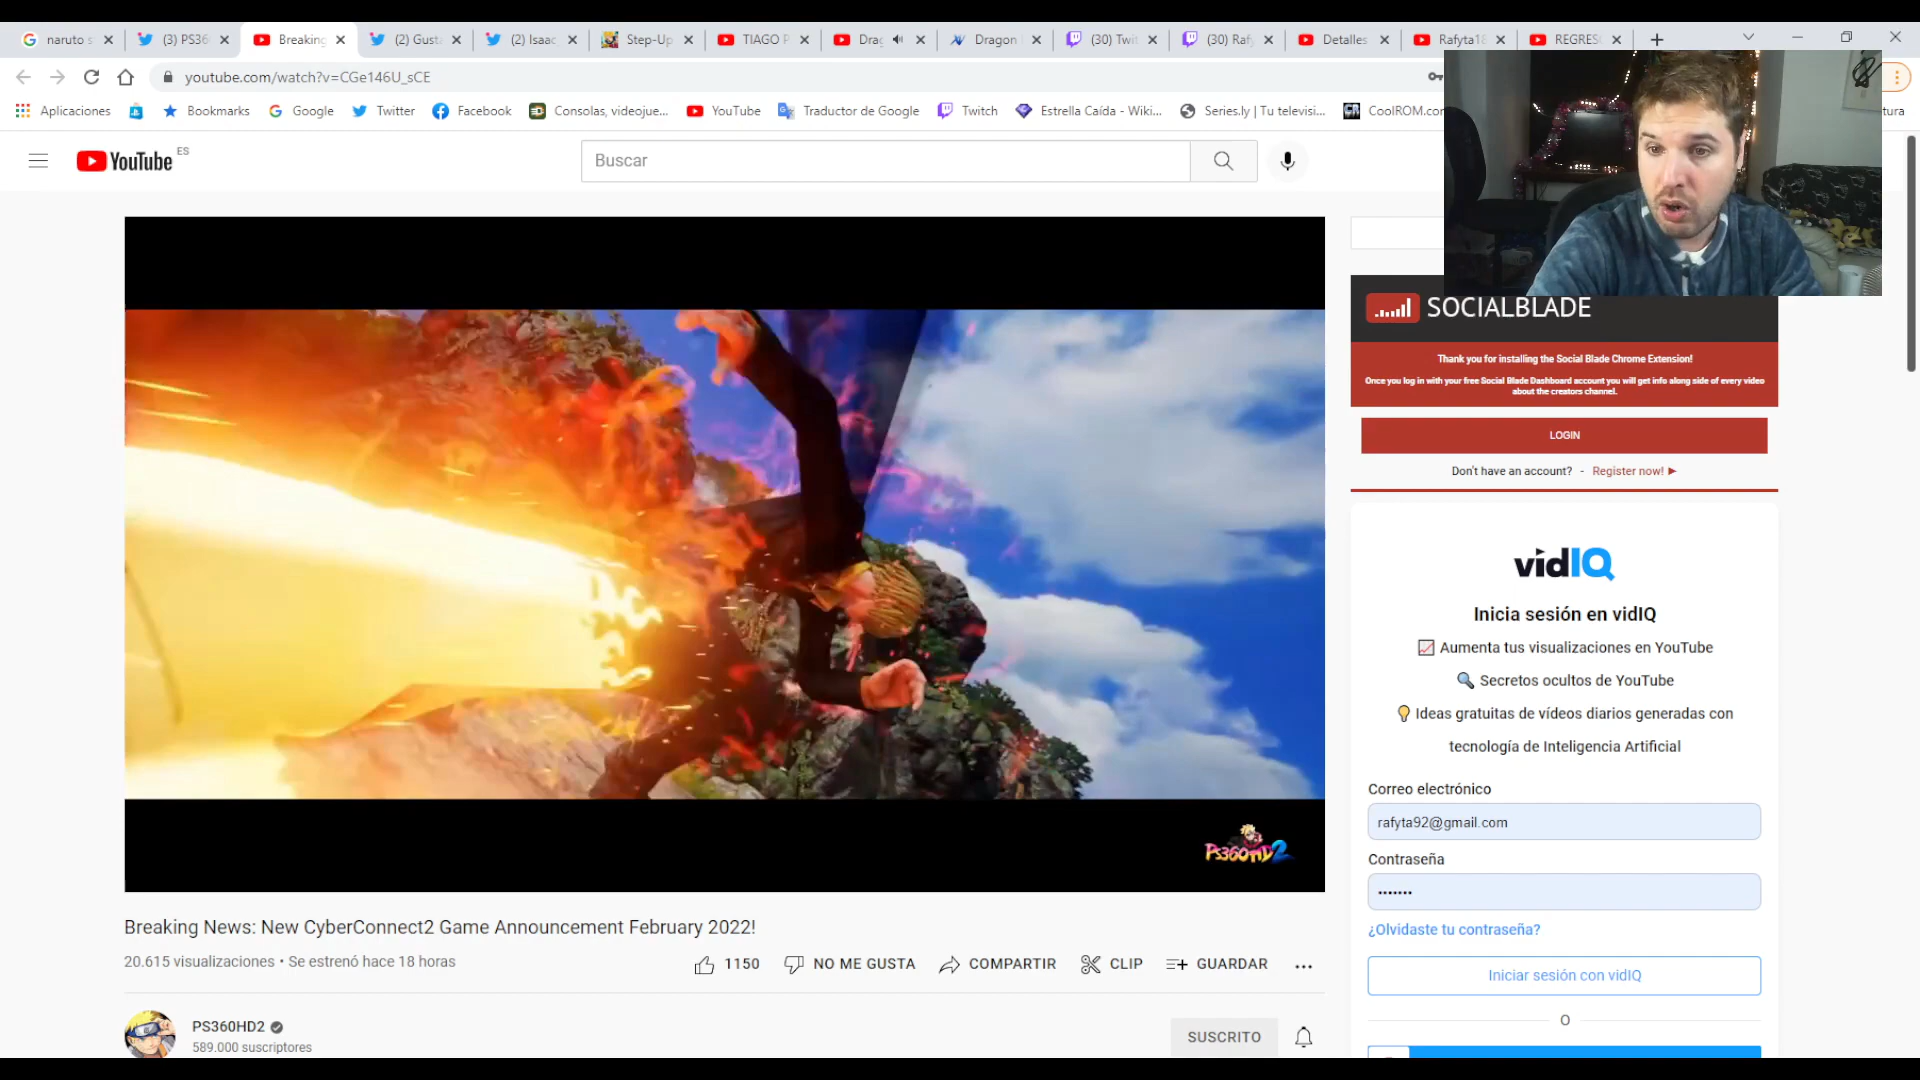 naruto s
(3) PS36
Breaking
(2) Gust
(2) Isaac
Step-Up
TIAGO P
Drag
Dragon
(30) Twit
(30) Rafy
Detalles
Rafyta18
REGRES
youtube.com/watch?v=CGe146U_sCE
Aplicaciones
Bookmarks
Google
Twitter
Facebook
Consolas, videojue...
YouTube
Traductor de Google
Twitch
Estrella Caída - Wiki...
Series.ly | Tu televisi...
CoolROM.com
tura
YouTube ES
Buscar
SOCIALBLADE
Thank you for installing the Social Blade Chrome Extension!
Once you log in with your free Social Blade Dashboard account you will get info along side of every video
about the creators channel.
LOGIN
Don't have an account? - Register now! ►
vidIQ
Inicia sesión en vidIQ
Aumenta tus visualizaciones en YouTube
Secretos ocultos de YouTube
Ideas gratuitas de vídeos diarios generadas con
tecnología de Inteligencia Artificial
Correo electrónico
rafyta92@gmail.com
Contraseña
•••••••
¿Olvidaste tu contraseña?
Iniciar sesión con vidIQ
O
PS360HD2
Breaking News: New CyberConnect2 Game Announcement February 2022!
20.615 visualizaciones • Se estrenó hace 18 horas
1150
NO ME GUSTA
COMPARTIR
CLIP
GUARDAR
PS360HD2
589.000 suscriptores
SUSCRITO